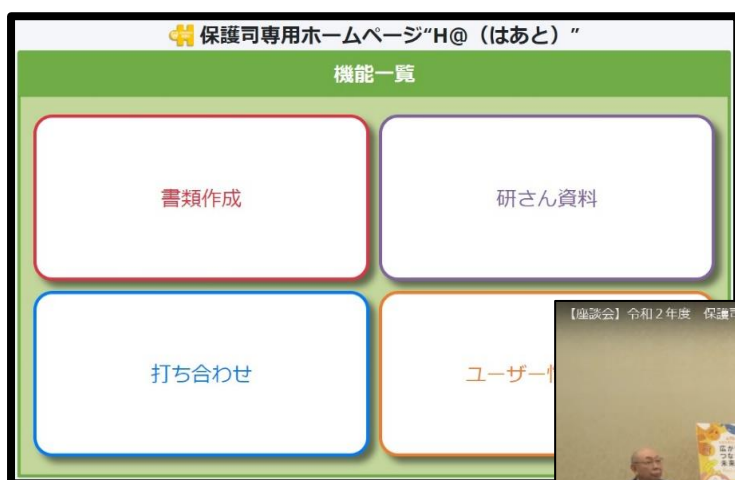 保護司専用ホームページ“H@（はあと）”
機能一覧
書類作成
研さん資料
打ち合わせ
ユーザー情
【座談会】令和２年度　保護司